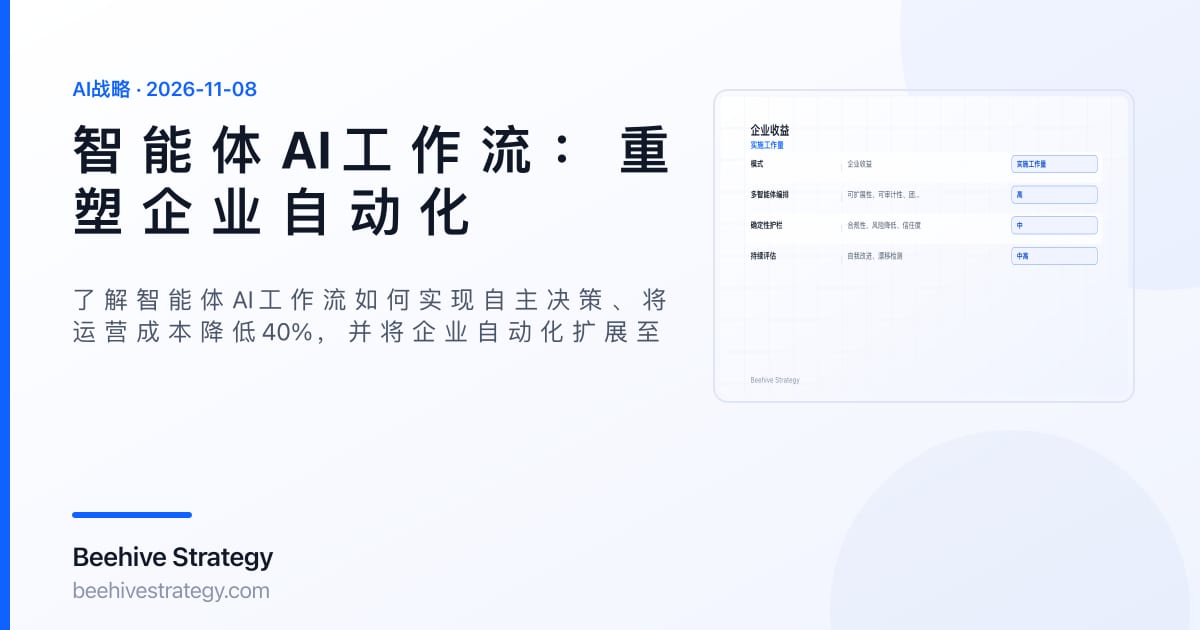 AI战略 · 2026-11-08
智能体AI工作流：重
塑企业自动化
了解智能体AI工作流如何实现自主决策、将
运营成本降低40%，并将企业自动化扩展至
Beehive Strategy
beehivestrategy.com
企业收益
实施工作量
模式 企业收益 实施工作量
多智能体编排 可扩展性、可审计性、团... 高
确定性护栏 合规性、风险降低、信任度 中
持续评估 自我改进、漂移检测 中高
Beehive Strategy